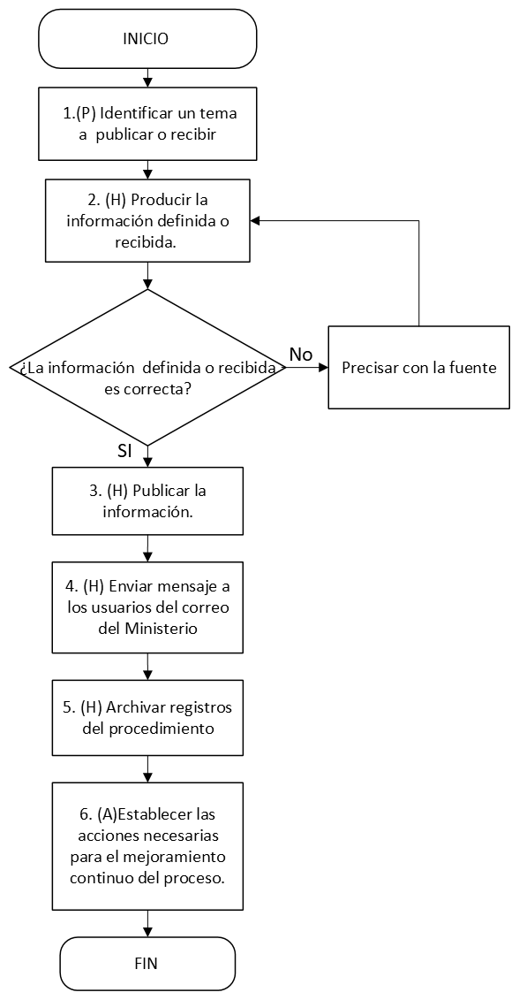 INICIO
1.(P) Identificar un tema
a  publicar o recibir
2. (H) Producir la
información definida o
recibida.
¿La información  definida o recibida
es correcta?
No
Precisar con la fuente
SI
3. (H) Publicar la
información.
4. (H) Enviar mensaje a
los usuarios del correo
del Ministerio
5. (H) Archivar registros
del procedimiento
6. (A)Establecer las
acciones necesarias
para el mejoramiento
continuo del proceso.
FIN